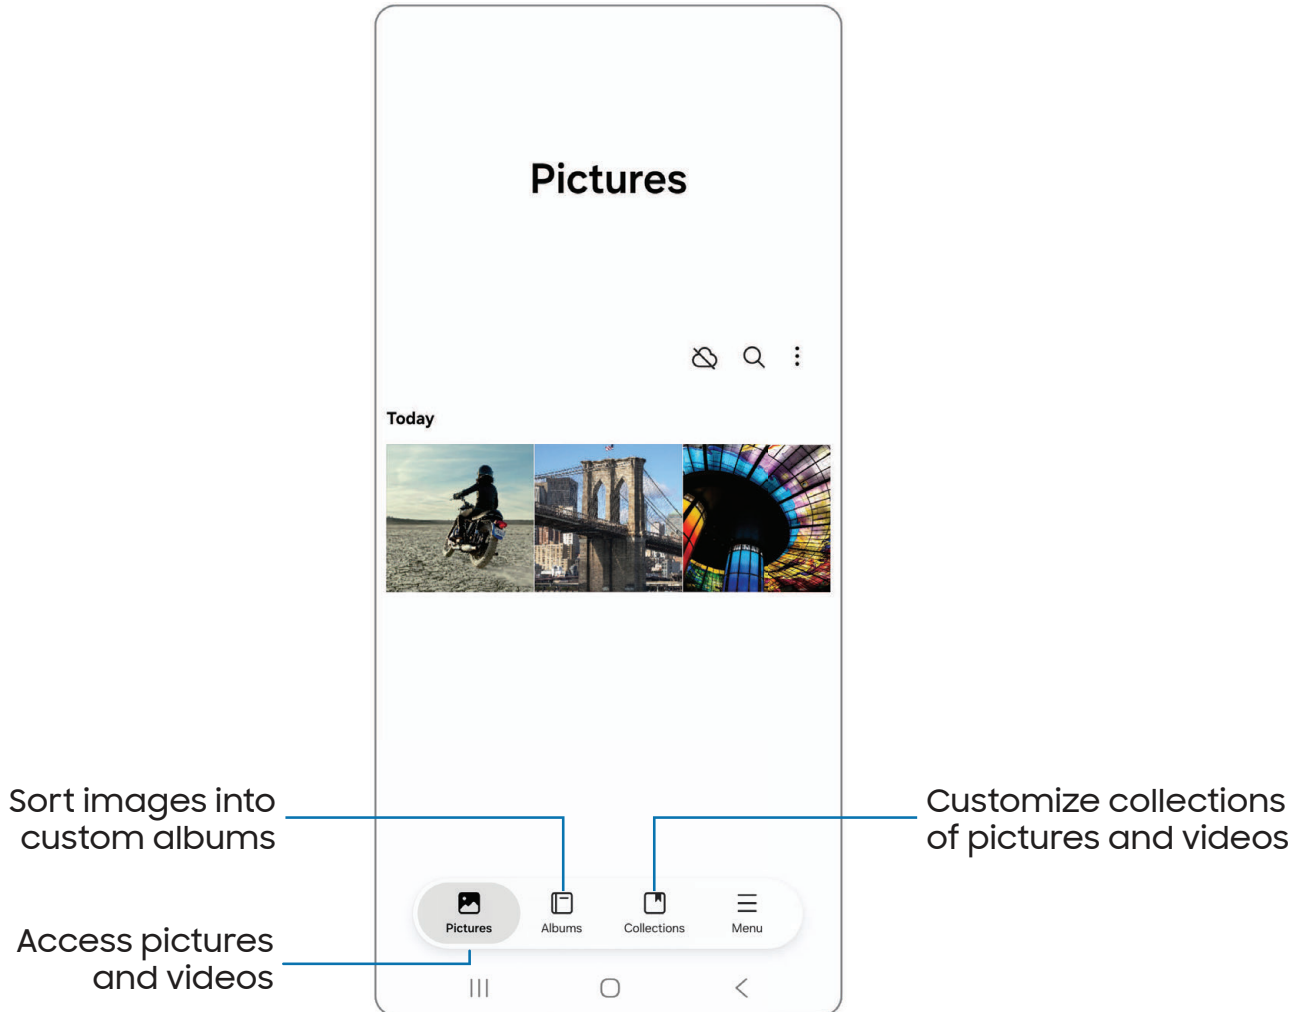 Pictures
Today
Sort images into
custom albums
Customize collections
of pictures and videos
Pictures
Albums
Collections
Menu
Access pictures
and videos